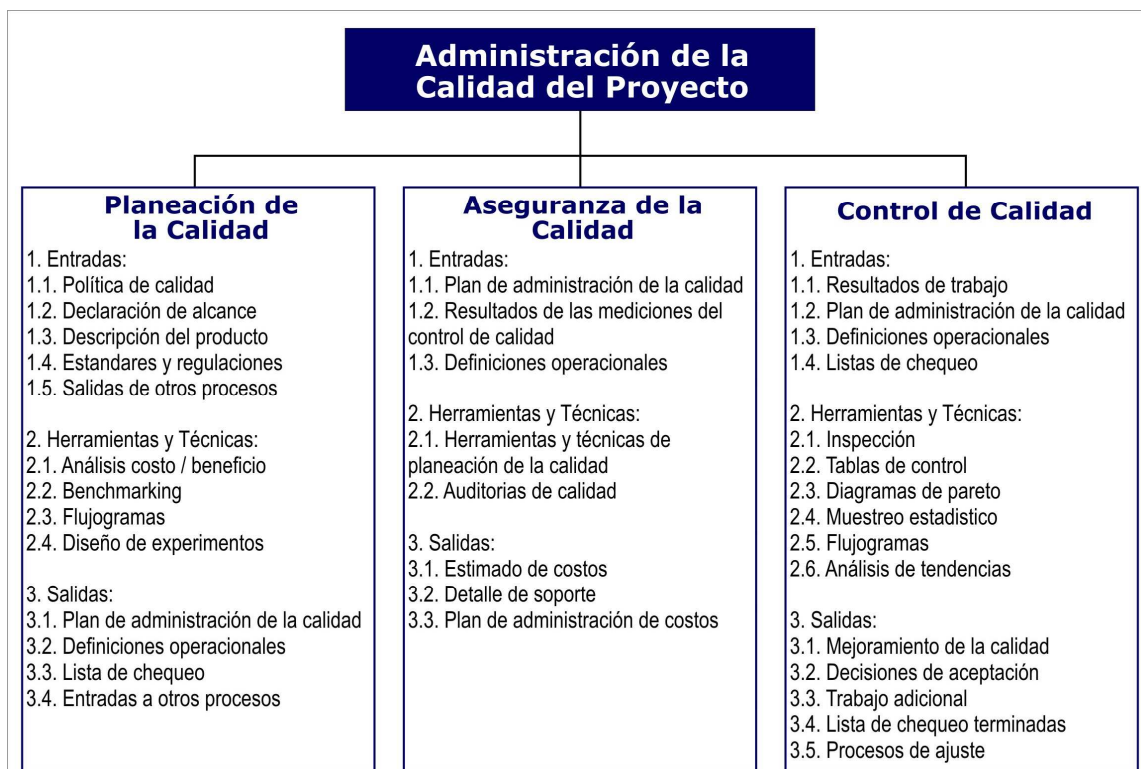 Administración de la
Calidad del Proyecto
Planeación de
la Calidad
1. Entradas:
1.1. Política de calidad
1.2. Declaración de alcance
1.3. Descripción del producto
1.4. Estandares y regulaciones
1.5. Salidas de otros procesos
2. Herramientas y Técnicas:
2.1. Análisis costo / beneficio
2.2. Benchmarking
2.3. Flujogramas
2.4. Diseño de experimentos
3. Salidas:
3.1. Plan de administración de la calidad
3.2. Definiciones operacionales
3.3. Lista de chequeo
3.4. Entradas a otros procesos
Aseguranza de la
Calidad
1. Entradas:
1.1. Plan de administración de la calidad
1.2. Resultados de las mediciones del
control de calidad
1.3. Definiciones operacionales
2. Herramientas y Técnicas:
2.1. Herramientas y técnicas de
planeación de la calidad
2.2. Auditorias de calidad
3. Salidas:
3.1. Estimado de costos
3.2. Detalle de soporte
3.3. Plan de administración de costos
Control de Calidad
1. Entradas:
1.1. Resultados de trabajo
1.2. Plan de administración de la calidad
1.3. Definiciones operacionales
1.4. Listas de chequeo
2. Herramientas y Técnicas:
2.1. Inspección
2.2. Tablas de control
2.3. Diagramas de pareto
2.4. Muestreo estadistico
2.5. Flujogramas
2.6. Análisis de tendencias
3. Salidas:
3.1. Mejoramiento de la calidad
3.2. Decisiones de aceptación
3.3. Trabajo adicional
3.4. Lista de chequeo terminadas
3.5. Procesos de ajuste